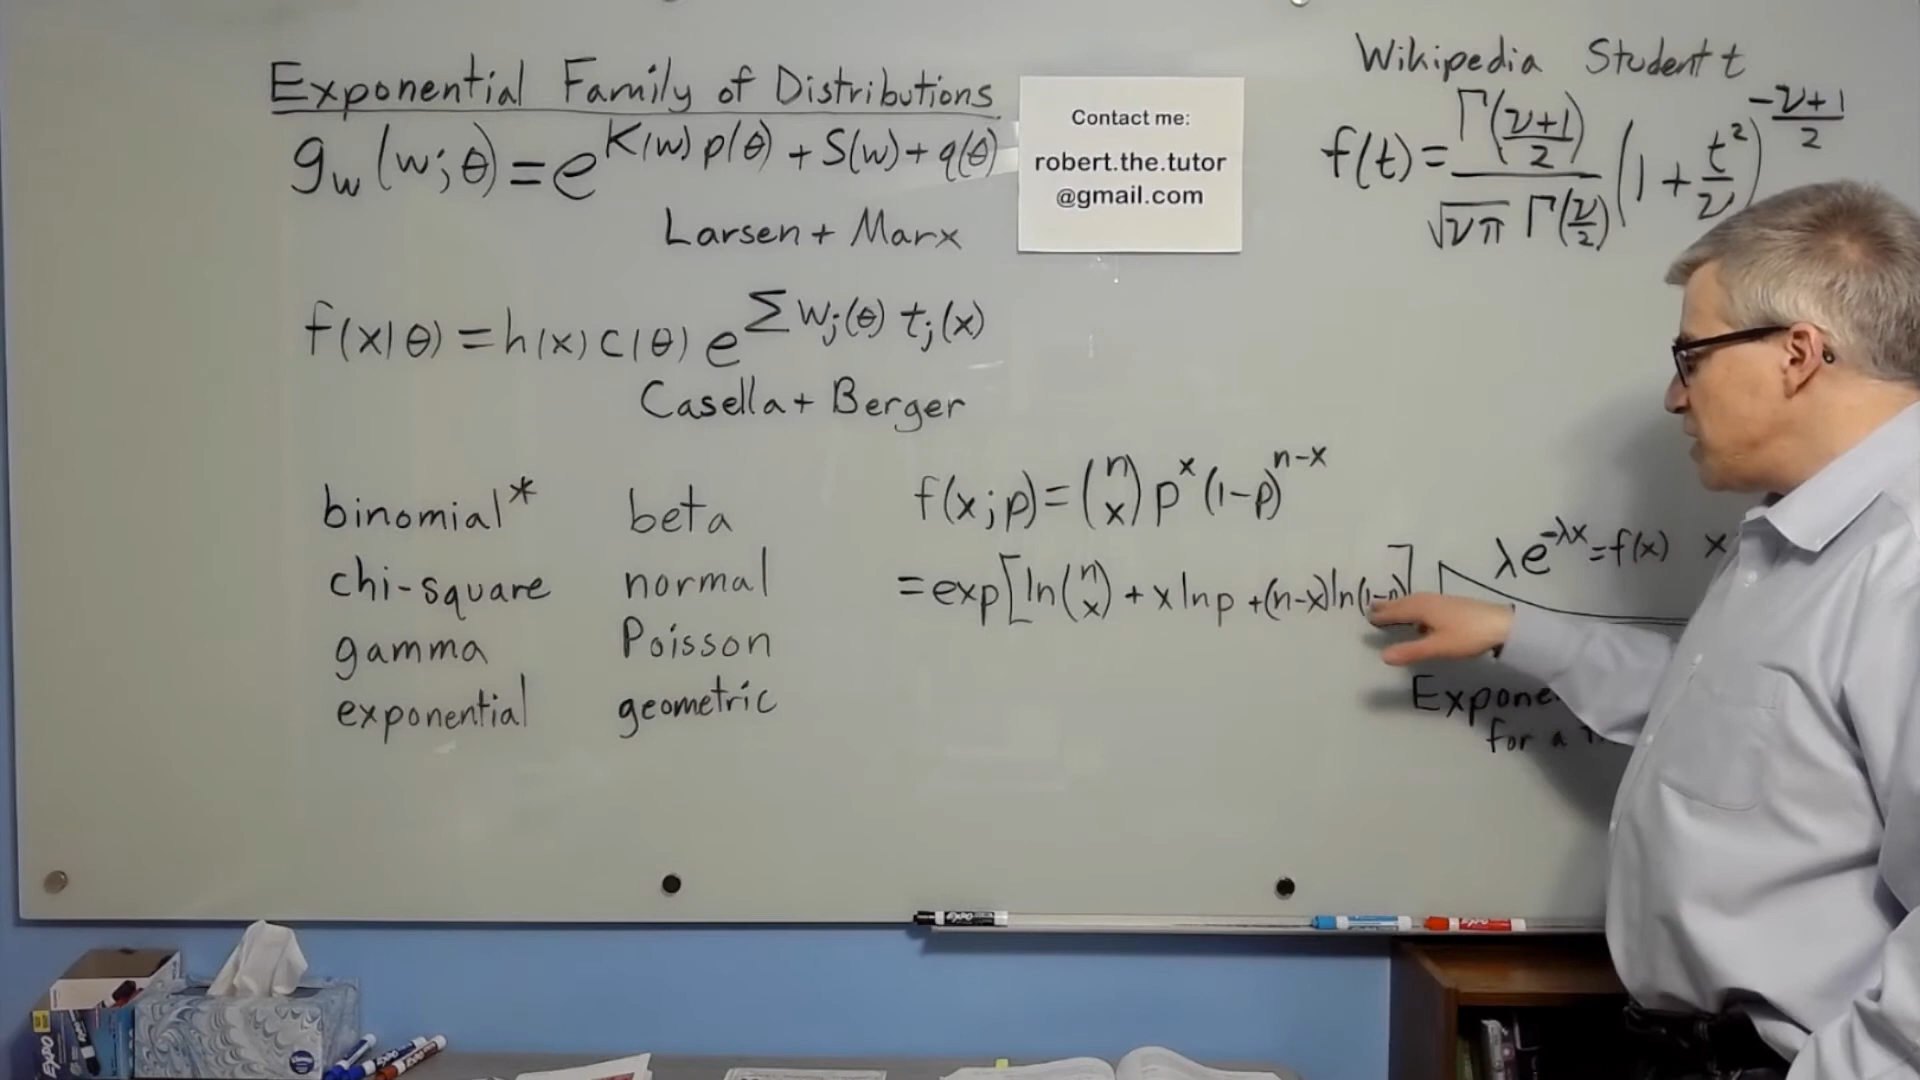 Exponential Family of Distributions
g_w(w;θ)=e^{K(w)p(θ)+S(w)+q(θ)}
Larsen + Marx
f(x|θ)=h(x)c(θ)e^{Σw_j(θ)t_j(x)}
Casella + Berger
binomial* beta
chi-square normal
gamma Poisson
exponential geometric
Contact me:
robert.the.tutor
@gmail.com
Wikipedia Student t
f(t)=Γ((ν+1)/2)/(√νπ Γ(ν/2)) (1+t²/ν)^{-ν+1/2}
f(x;p)=(n x)p^x(1-p)^{n-x}
=exp[ln(n x)+x ln p+(n-x)ln(1-p)]
λe^{-λx}=f(x) x
for a
EXPO